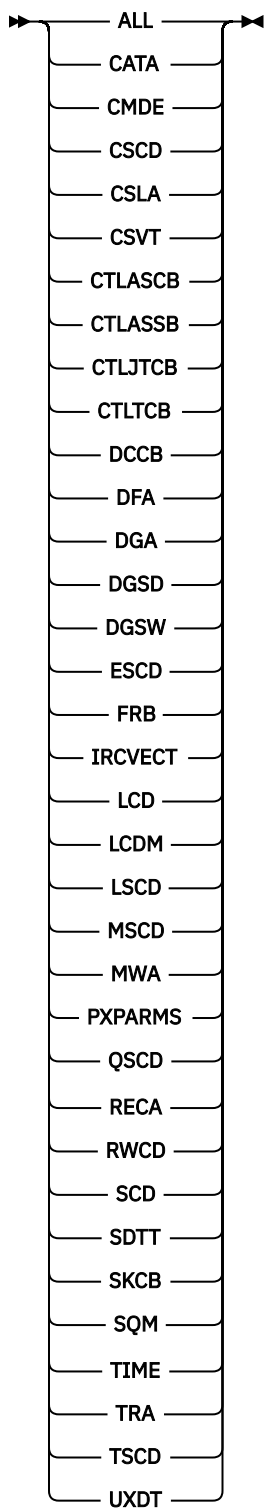 ALL
CATA
CMDE
CSCD
CSLA
CSVT
CTLASCB
CTLASSB
CTLJTCB
CTLTCB
DCCB
DFA
DGA
DGSD
DGSW
ESCD
FRB
IRCVECT
LCD
LCDM
LSCD
MSCD
MWA
PXPARMS
QSCD
RECA
RWCD
SCD
SDTT
SKCB
SQM
TIME
TRA
TSCD
UXDT